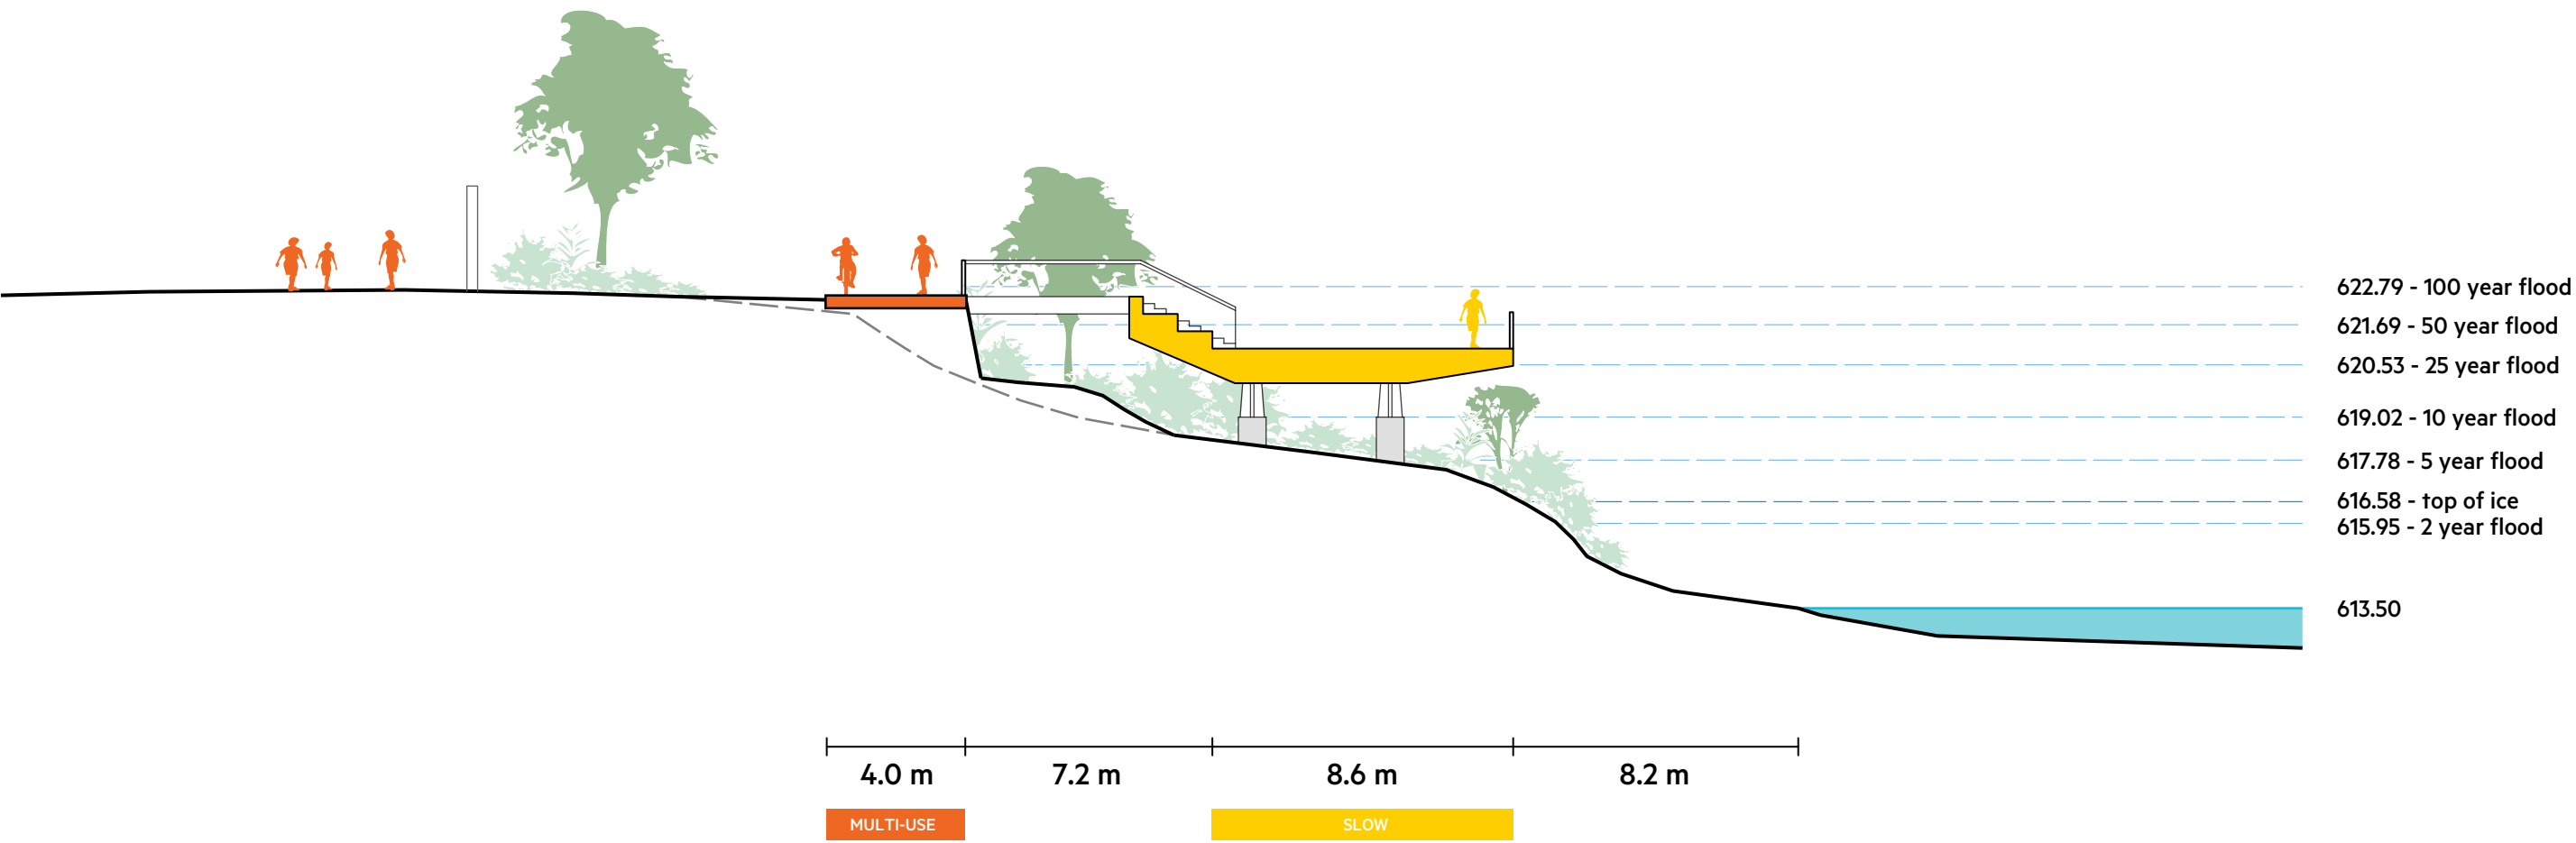 622.79 - 100 year flood
621.69 - 50 year flood
620.53 - 25 year flood
619.02 - 10 year flood
617.78 - 5 year flood
616.58 - top of ice
615.95 - 2 year flood
613.50
4.0 m 7.2 m 8.6 m 8.2 m
MULTI-USE SLOW